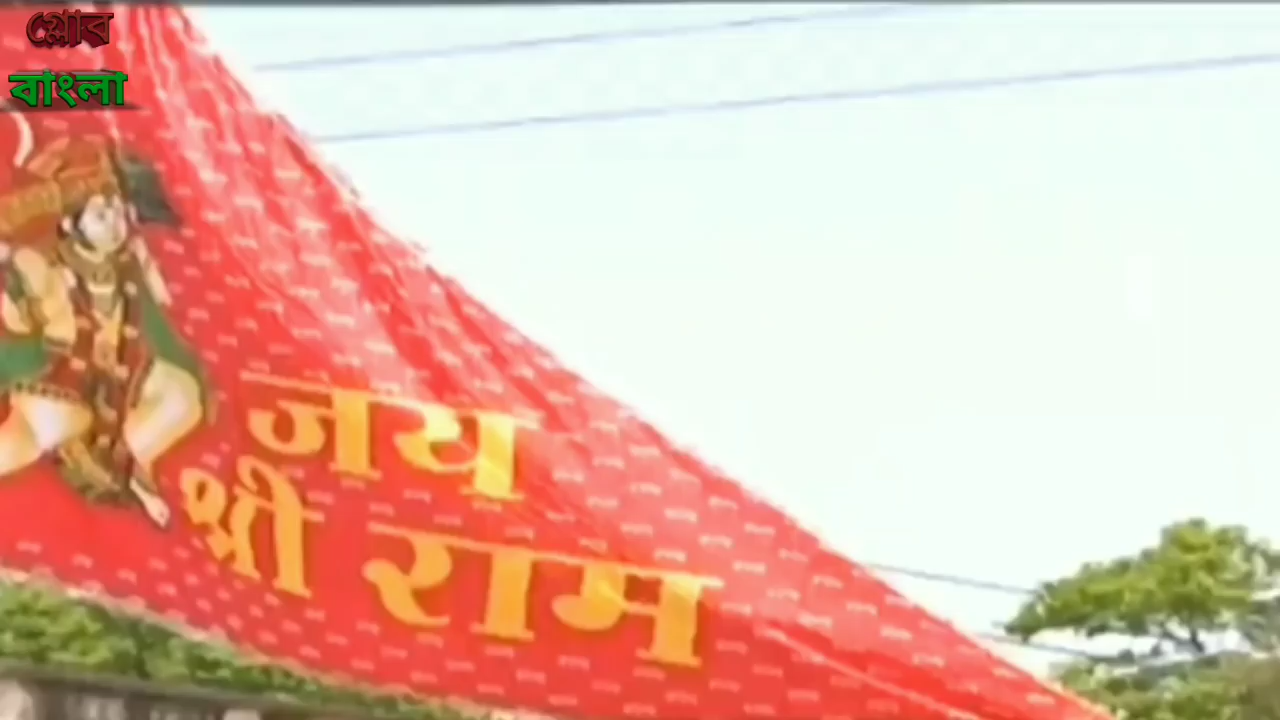 গ্লোব
বাংলা
जय
श्री राम